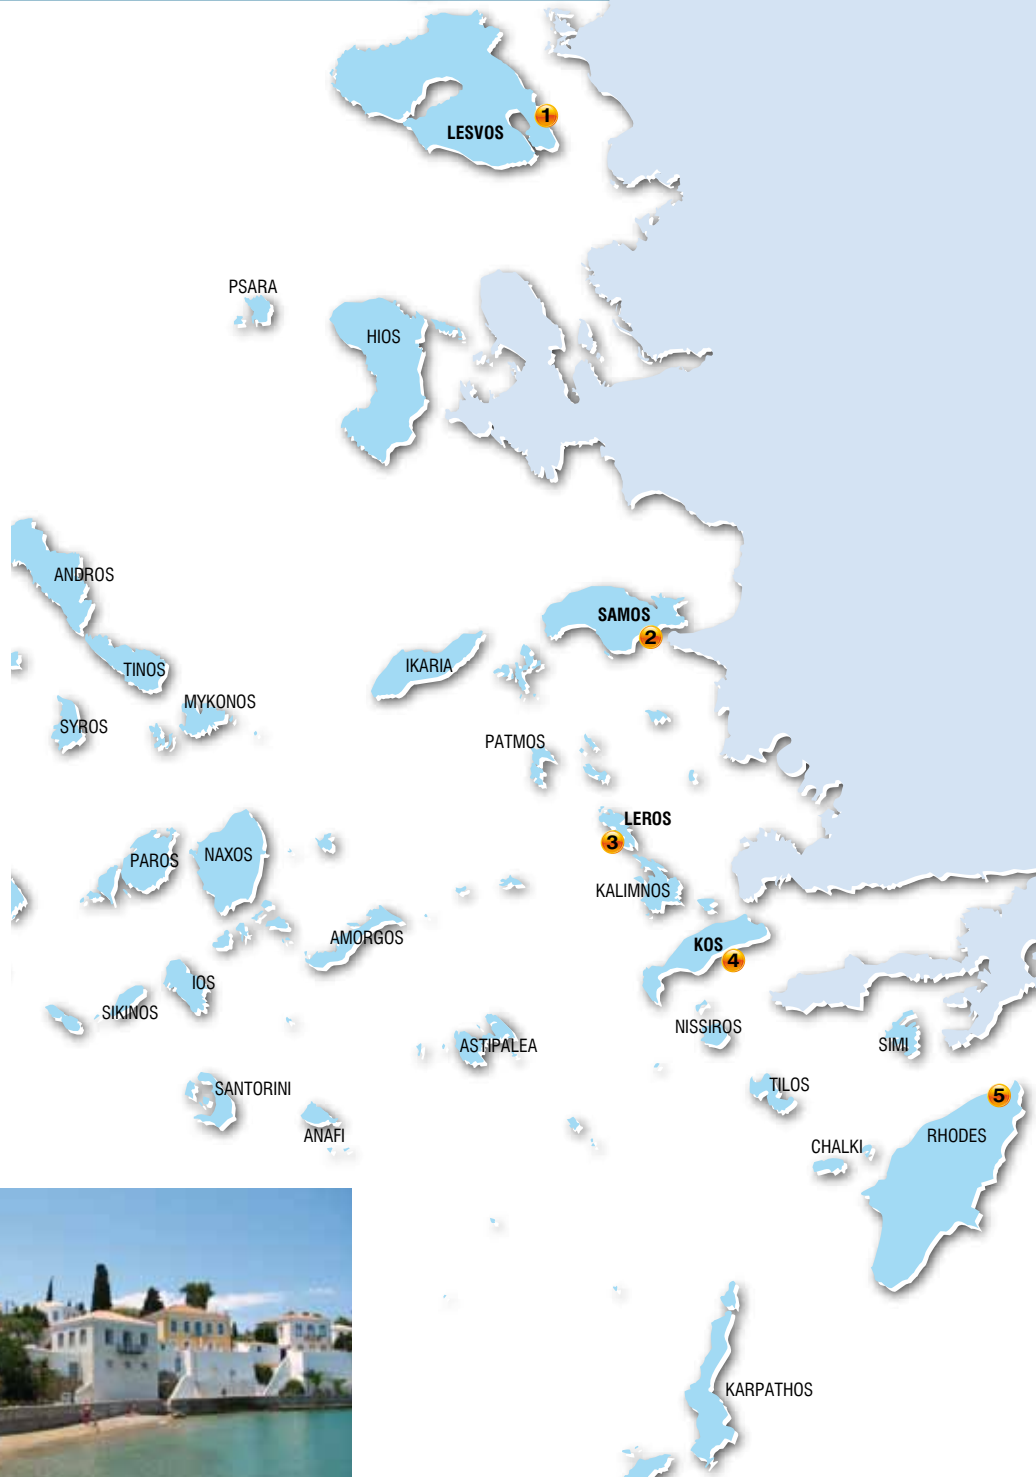 1
LESVOS
PSARA
HIOS
ANDROS
SAMOS
2
TINOS
IKARIA
MYKONOS
SYROS
PATMOS
LEROS
3
PAROS
NAXOS
KALIMNOS
AMORGOS
KOS
4
IOS
SIKINOS
NISSIROS
ASTIPALEA
SIMI
SANTORINI
TILOS
5
ANAFI
RHODES
CHALKI
KARPATHOS